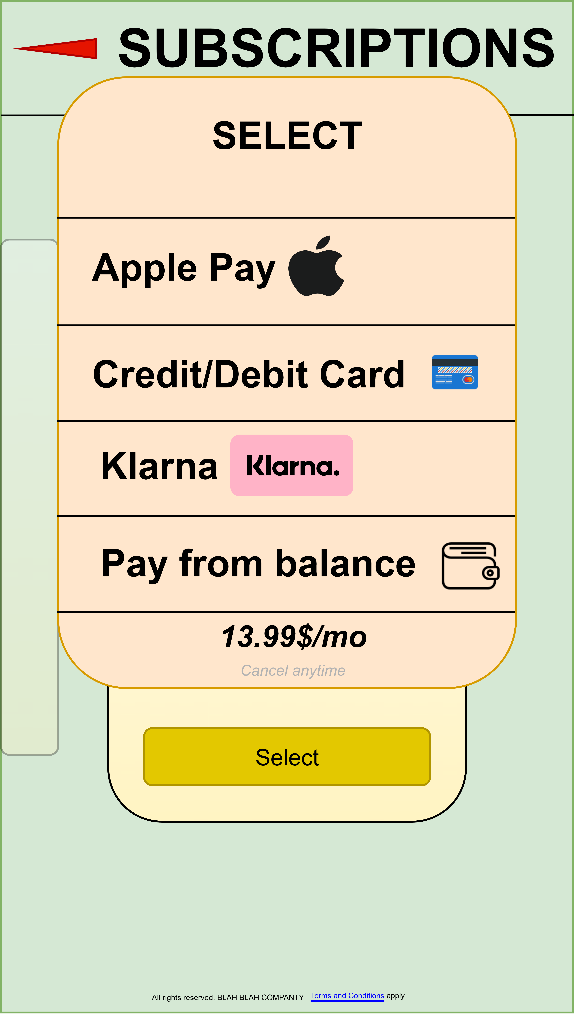 SUBSCRIPTIONS
SELECT
Apple Pay
Credit/Debit Card
Klarna Klarna.
Pay from balance
13.99$/mo
Cancel anytime
Select
All rights reserved. BLAH BLAH COMPANTY. Terms and Conditions apply